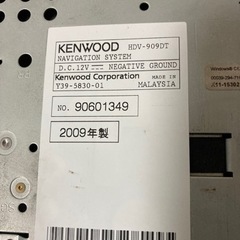 KENWOOD HDV-909DT
NAVIGATION SYSTEM
D.C.12V NEGATIVE GROUND
Kenwood Corporation MADE IN
Y39-5830-01 MALAYSIA
NO. 90601349
2009年製